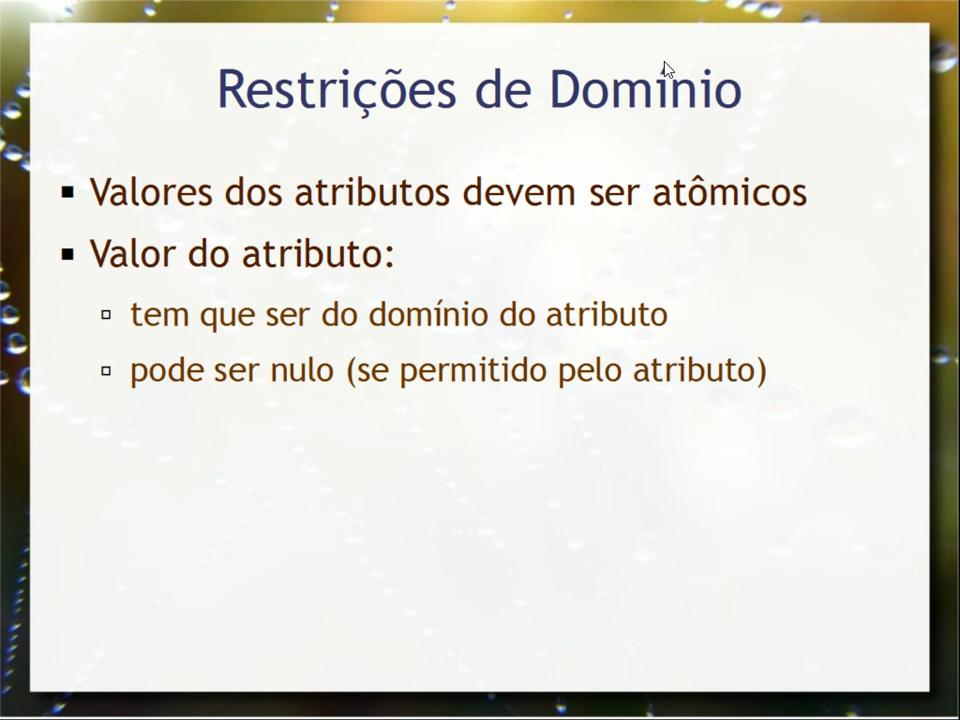 Restrições de Domínio
Valores dos atributos devem ser atômicos
Valor do atributo:
tem que ser do domínio do atributo
pode ser nulo (se permitido pelo atributo)